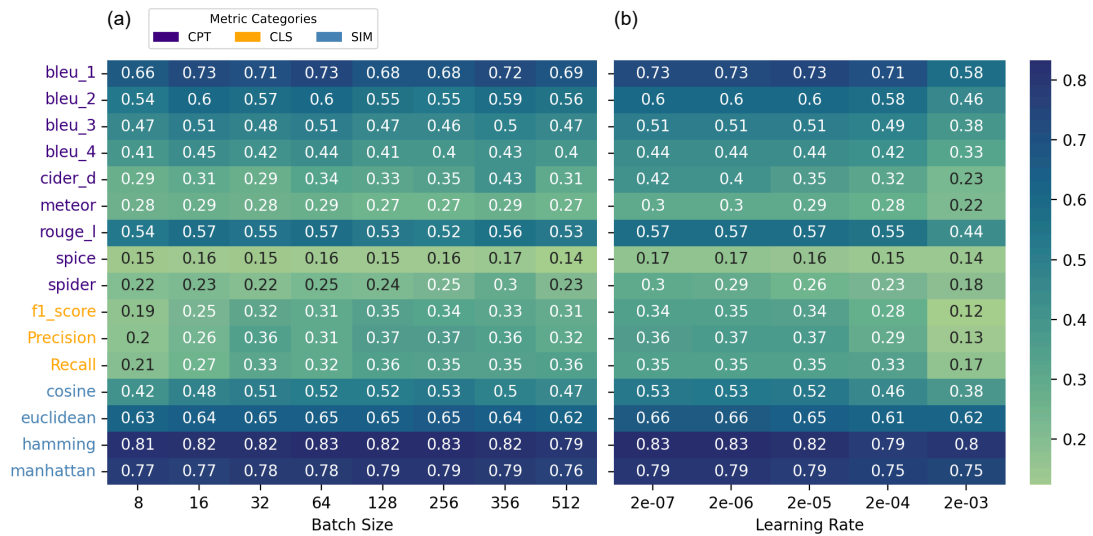 (a)
(b)
Metric Categories
CPT CLS SIM
bleu_1 0.66 0.73 0.71 0.73 0.68 0.68 0.72 0.69 0.73 0.73 0.73 0.71 0.58
bleu_2 0.54 0.6 0.57 0.6 0.55 0.55 0.59 0.56 0.6 0.6 0.6 0.58 0.46
bleu_3 0.47 0.51 0.48 0.51 0.47 0.46 0.5 0.47 0.51 0.51 0.51 0.49 0.38
bleu_4 0.41 0.45 0.42 0.44 0.41 0.4 0.43 0.4 0.44 0.44 0.44 0.42 0.33
cider_d 0.29 0.31 0.29 0.34 0.33 0.35 0.43 0.31 0.42 0.4 0.35 0.32 0.23
meteor 0.28 0.29 0.28 0.29 0.27 0.27 0.29 0.27 0.3 0.3 0.29 0.28 0.22
rouge_l 0.54 0.57 0.55 0.57 0.53 0.52 0.56 0.53 0.57 0.57 0.57 0.55 0.44
spice 0.15 0.16 0.15 0.16 0.15 0.16 0.17 0.14 0.17 0.17 0.16 0.15 0.14
spider 0.22 0.23 0.22 0.25 0.24 0.25 0.3 0.23 0.3 0.29 0.26 0.23 0.18
f1_score 0.19 0.25 0.32 0.31 0.35 0.34 0.33 0.31 0.34 0.35 0.34 0.28 0.12
Precision 0.2 0.26 0.36 0.31 0.37 0.37 0.36 0.32 0.36 0.37 0.37 0.29 0.13
Recall 0.21 0.27 0.33 0.32 0.36 0.35 0.35 0.36 0.35 0.35 0.35 0.33 0.17
cosine 0.42 0.48 0.51 0.52 0.52 0.53 0.5 0.47 0.53 0.53 0.52 0.46 0.38
euclidean 0.63 0.64 0.65 0.65 0.65 0.65 0.64 0.62 0.66 0.66 0.65 0.61 0.62
hamming 0.81 0.82 0.82 0.83 0.82 0.83 0.82 0.79 0.83 0.83 0.82 0.79 0.8
manhattan 0.77 0.77 0.78 0.78 0.79 0.79 0.79 0.76 0.79 0.79 0.79 0.75 0.75
8 16 32 64 128 256 356 512
Batch Size
2e-07 2e-06 2e-05 2e-04 2e-03
Learning Rate
0.8
0.7
0.6
0.5
0.4
0.3
0.2